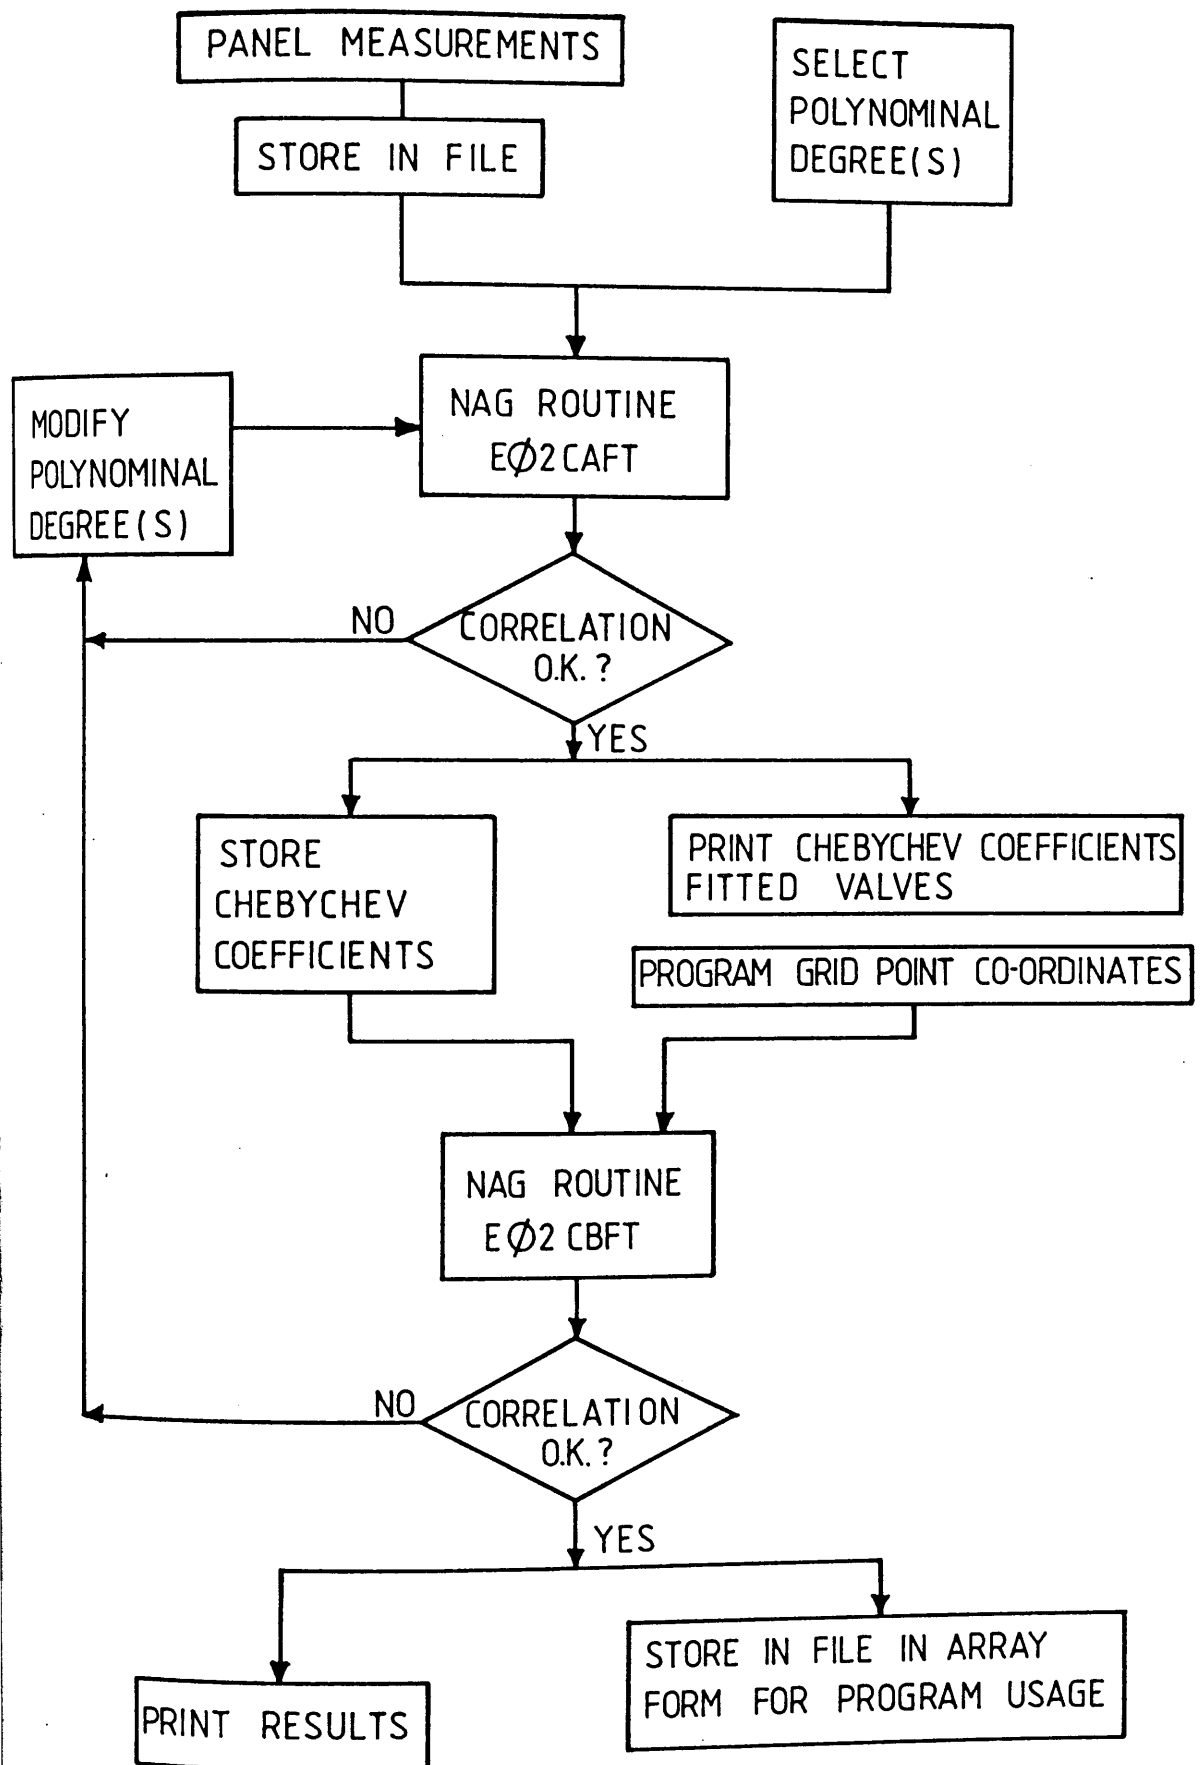 PANEL MEASUREMENTS
STORE IN FILE
SELECT
POLYNOMINAL
DEGREE(S)
NAG ROUTINE
EØ2CAFT
MODIFY
POLYNOMINAL
DEGREE(S)
NO
CORRELATION
O.K.?
YES
STORE
CHEBYCHEV
COEFFICIENTS
PRINT CHEBYCHEV COEFFICIENTS
FITTED VALVES
PROGRAM GRID POINT CO-ORDINATES
NAG ROUTINE
EØ2CBFT
NO
CORRELATION
O.K.?
YES
PRINT RESULTS
STORE IN FILE IN ARRAY
FORM FOR PROGRAM USAGE